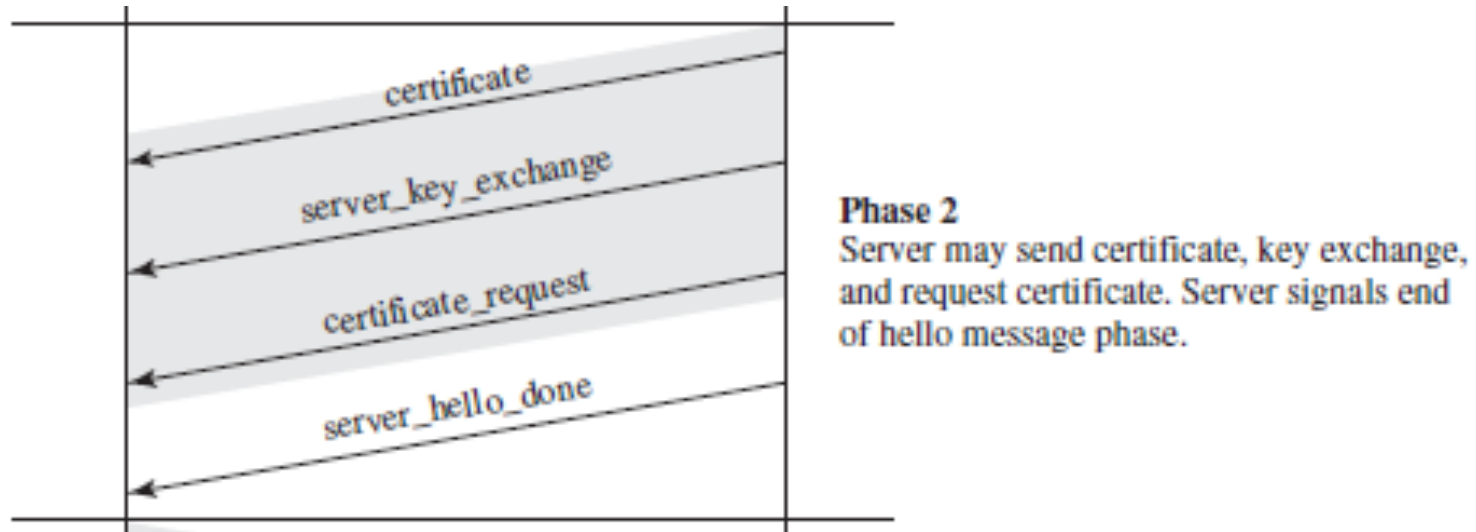 certificate
server_key_exchange
certificate_request
server_hello_done
Phase 2
Server may send certificate, key exchange,
and request certificate. Server signals end
of hello message phase.